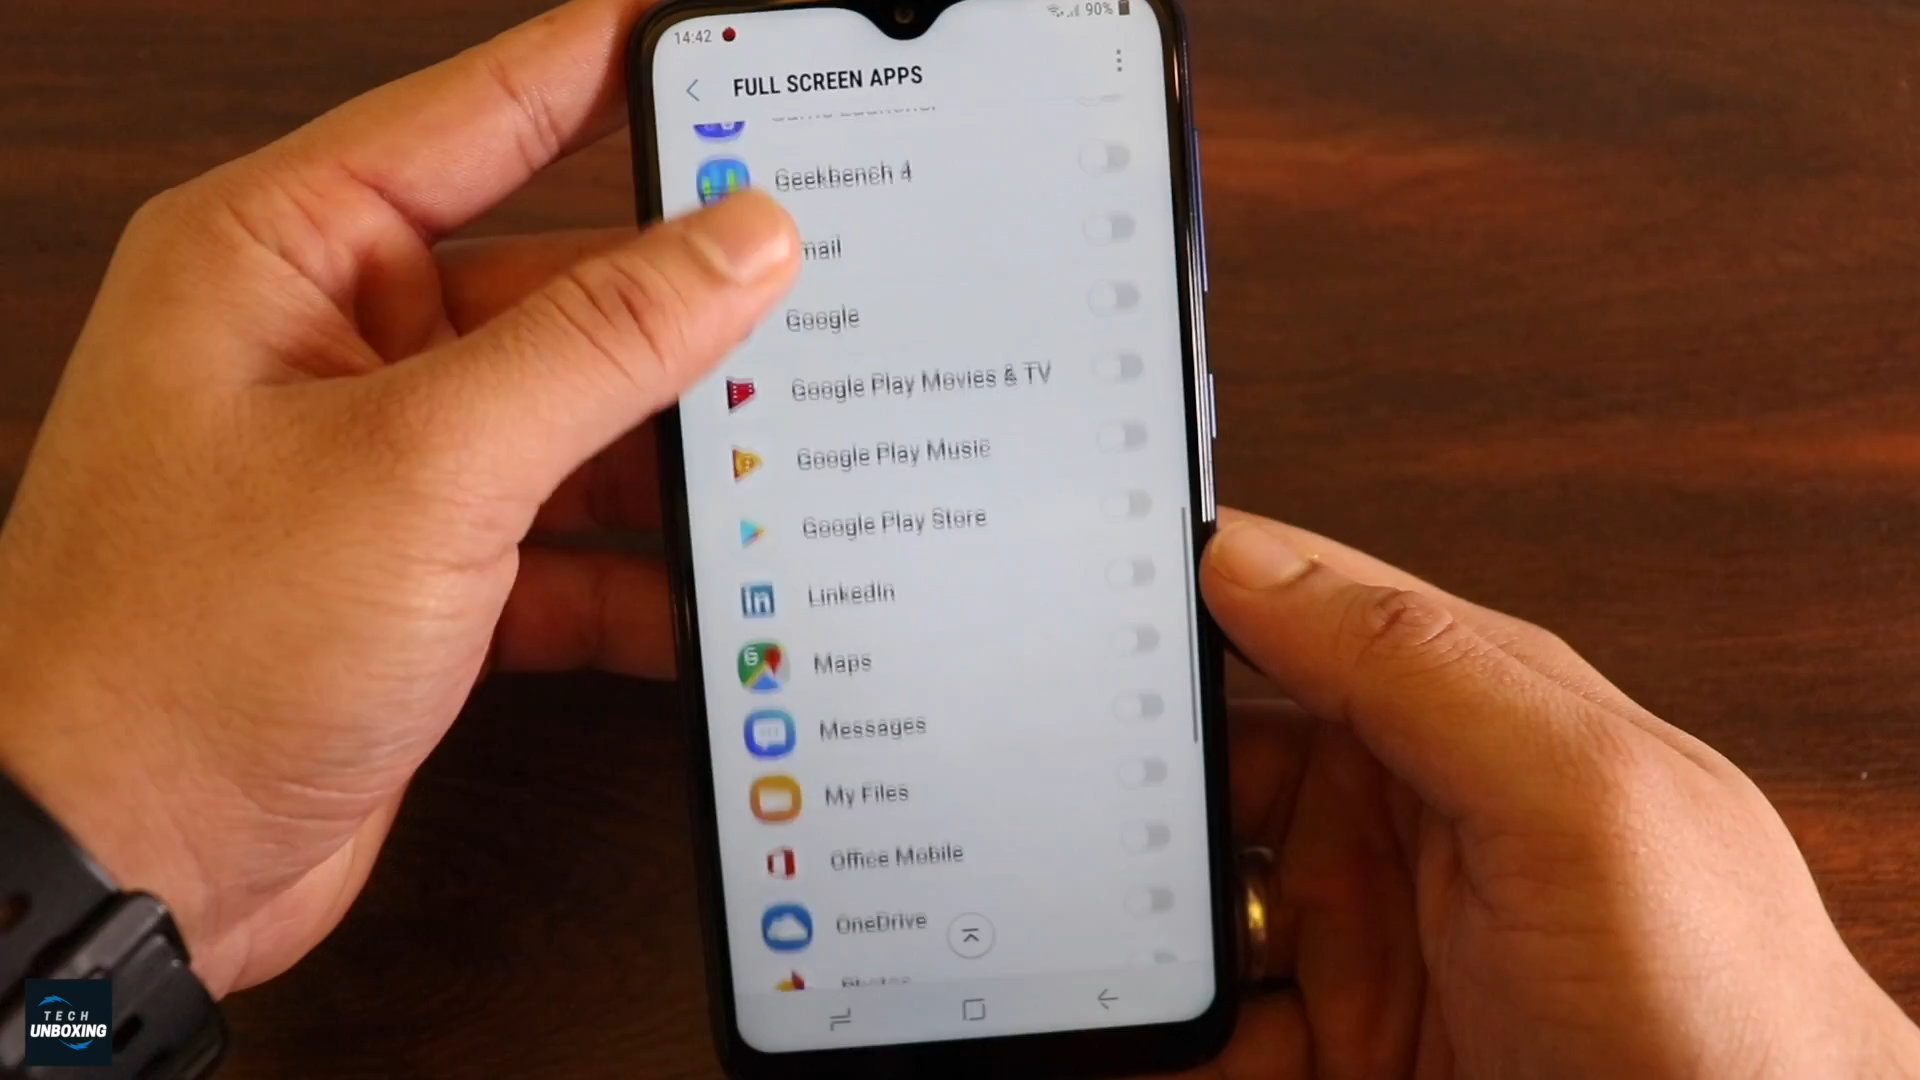 14:42
90%
FULL SCREEN APPS
Geekbench 4
mail
Google
Google Play Movies & TV
Google Play Music
Google Play Store
LinkedIn
Maps
Messages
My Files
Office Mobile
OneDrive
TECH
UNBOXING